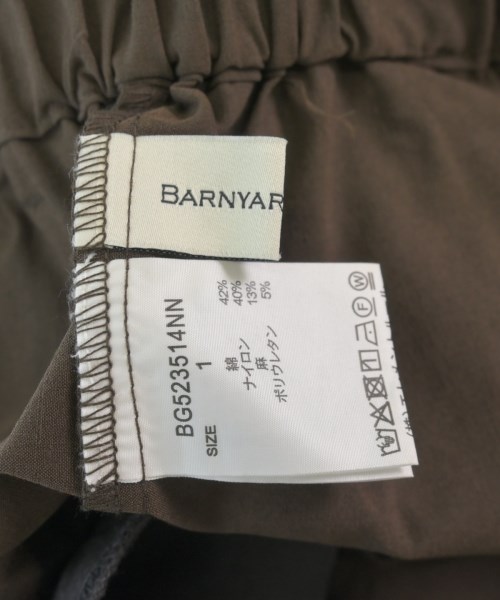 BARNYAR
BG523514NN
1
SIZE
綿 42%
ナイロン 40%
麻 13%
ポリウレタン 5%